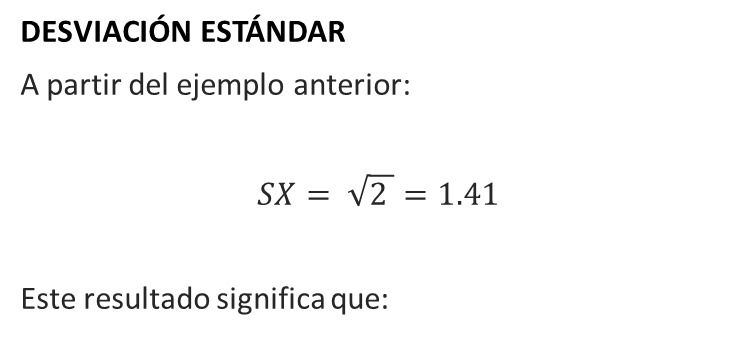 DESVIACIÓN ESTÁNDAR
A partir del ejemplo anterior:
SX = √2 = 1.41
Este resultado significa que: